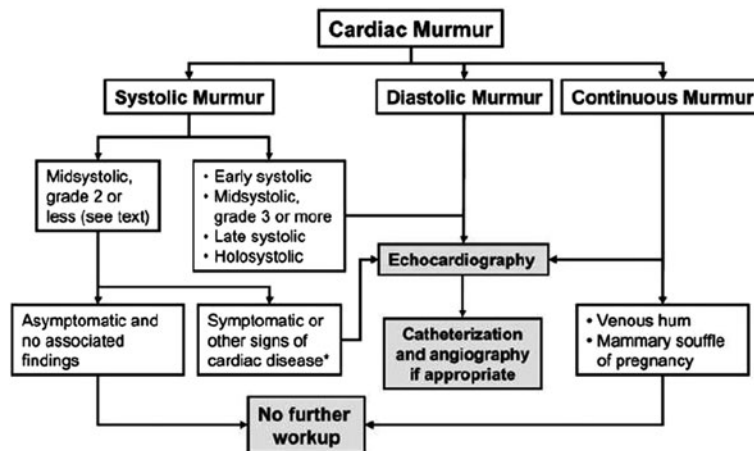 Cardiac Murmur
Systolic Murmur
Diastolic Murmur
Continuous Murmur
Midsystolic,
grade 2 or
less (see text)
• Early systolic
• Midsystolic,
grade 3 or more
• Late systolic
• Holosystolic
Echocardiography
Asymptomatic and
no associated
findings
Symptomatic or
other signs of
cardiac disease*
Catheterization
and angiography
if appropriate
• Venous hum
• Mammary souffle
of pregnancy
No further
workup